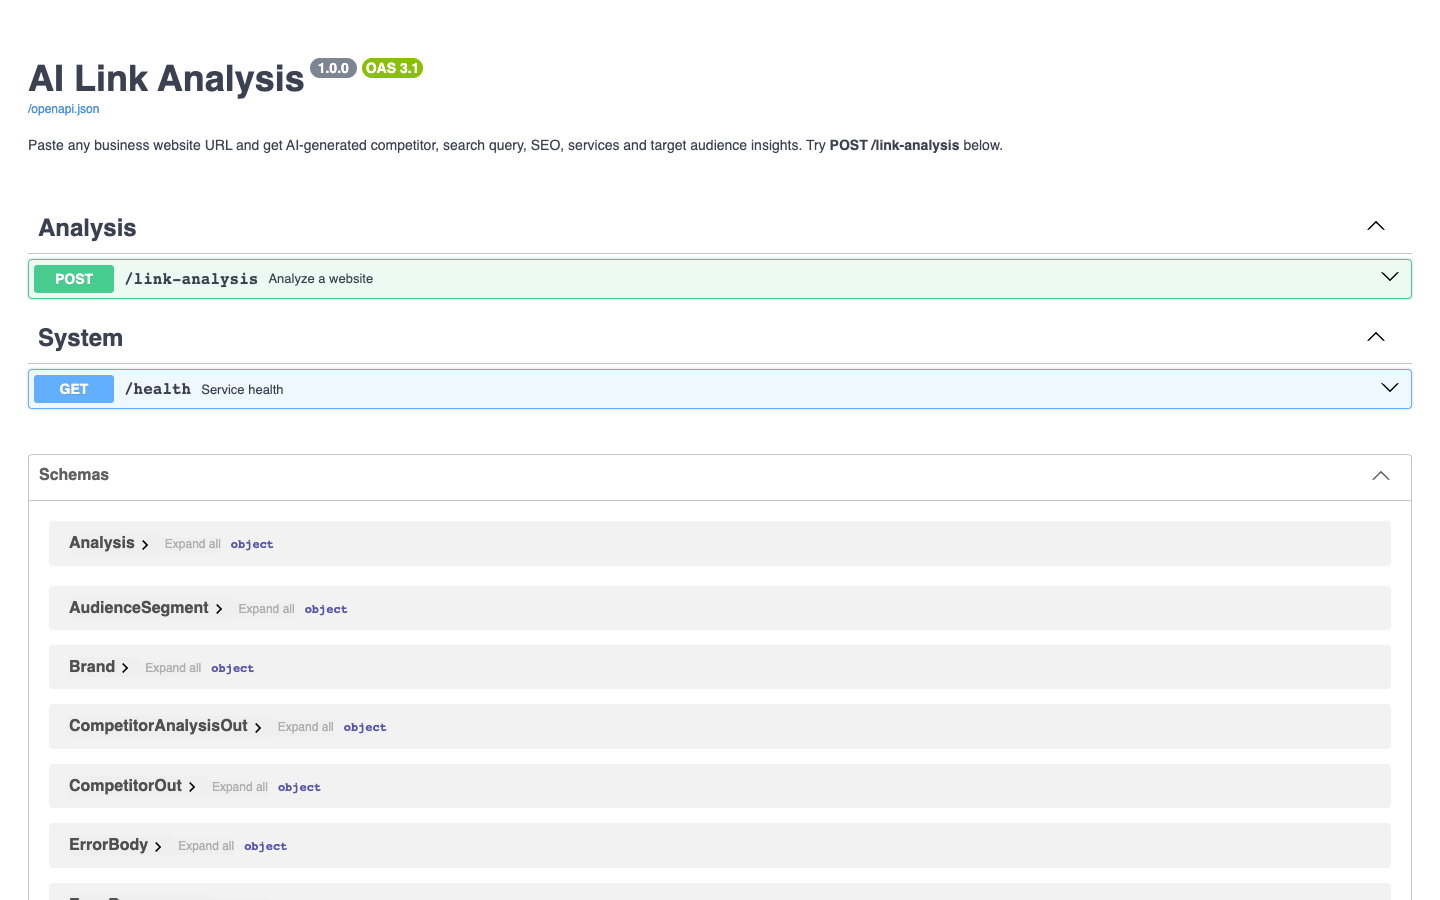 AI Link Analysis 1.0.0 OAS 3.1
/openapi.json
Paste any business website URL and get AI-generated competitor, search query, SEO, services and target audience insights. Try POST /link-analysis below.
Analysis
POST /link-analysis Analyze a website
System
GET /health Service health
Schemas
Analysis Expand all object
AudienceSegment Expand all object
Brand Expand all object
CompetitorAnalysisOut Expand all object
CompetitorOut Expand all object
ErrorBody Expand all object